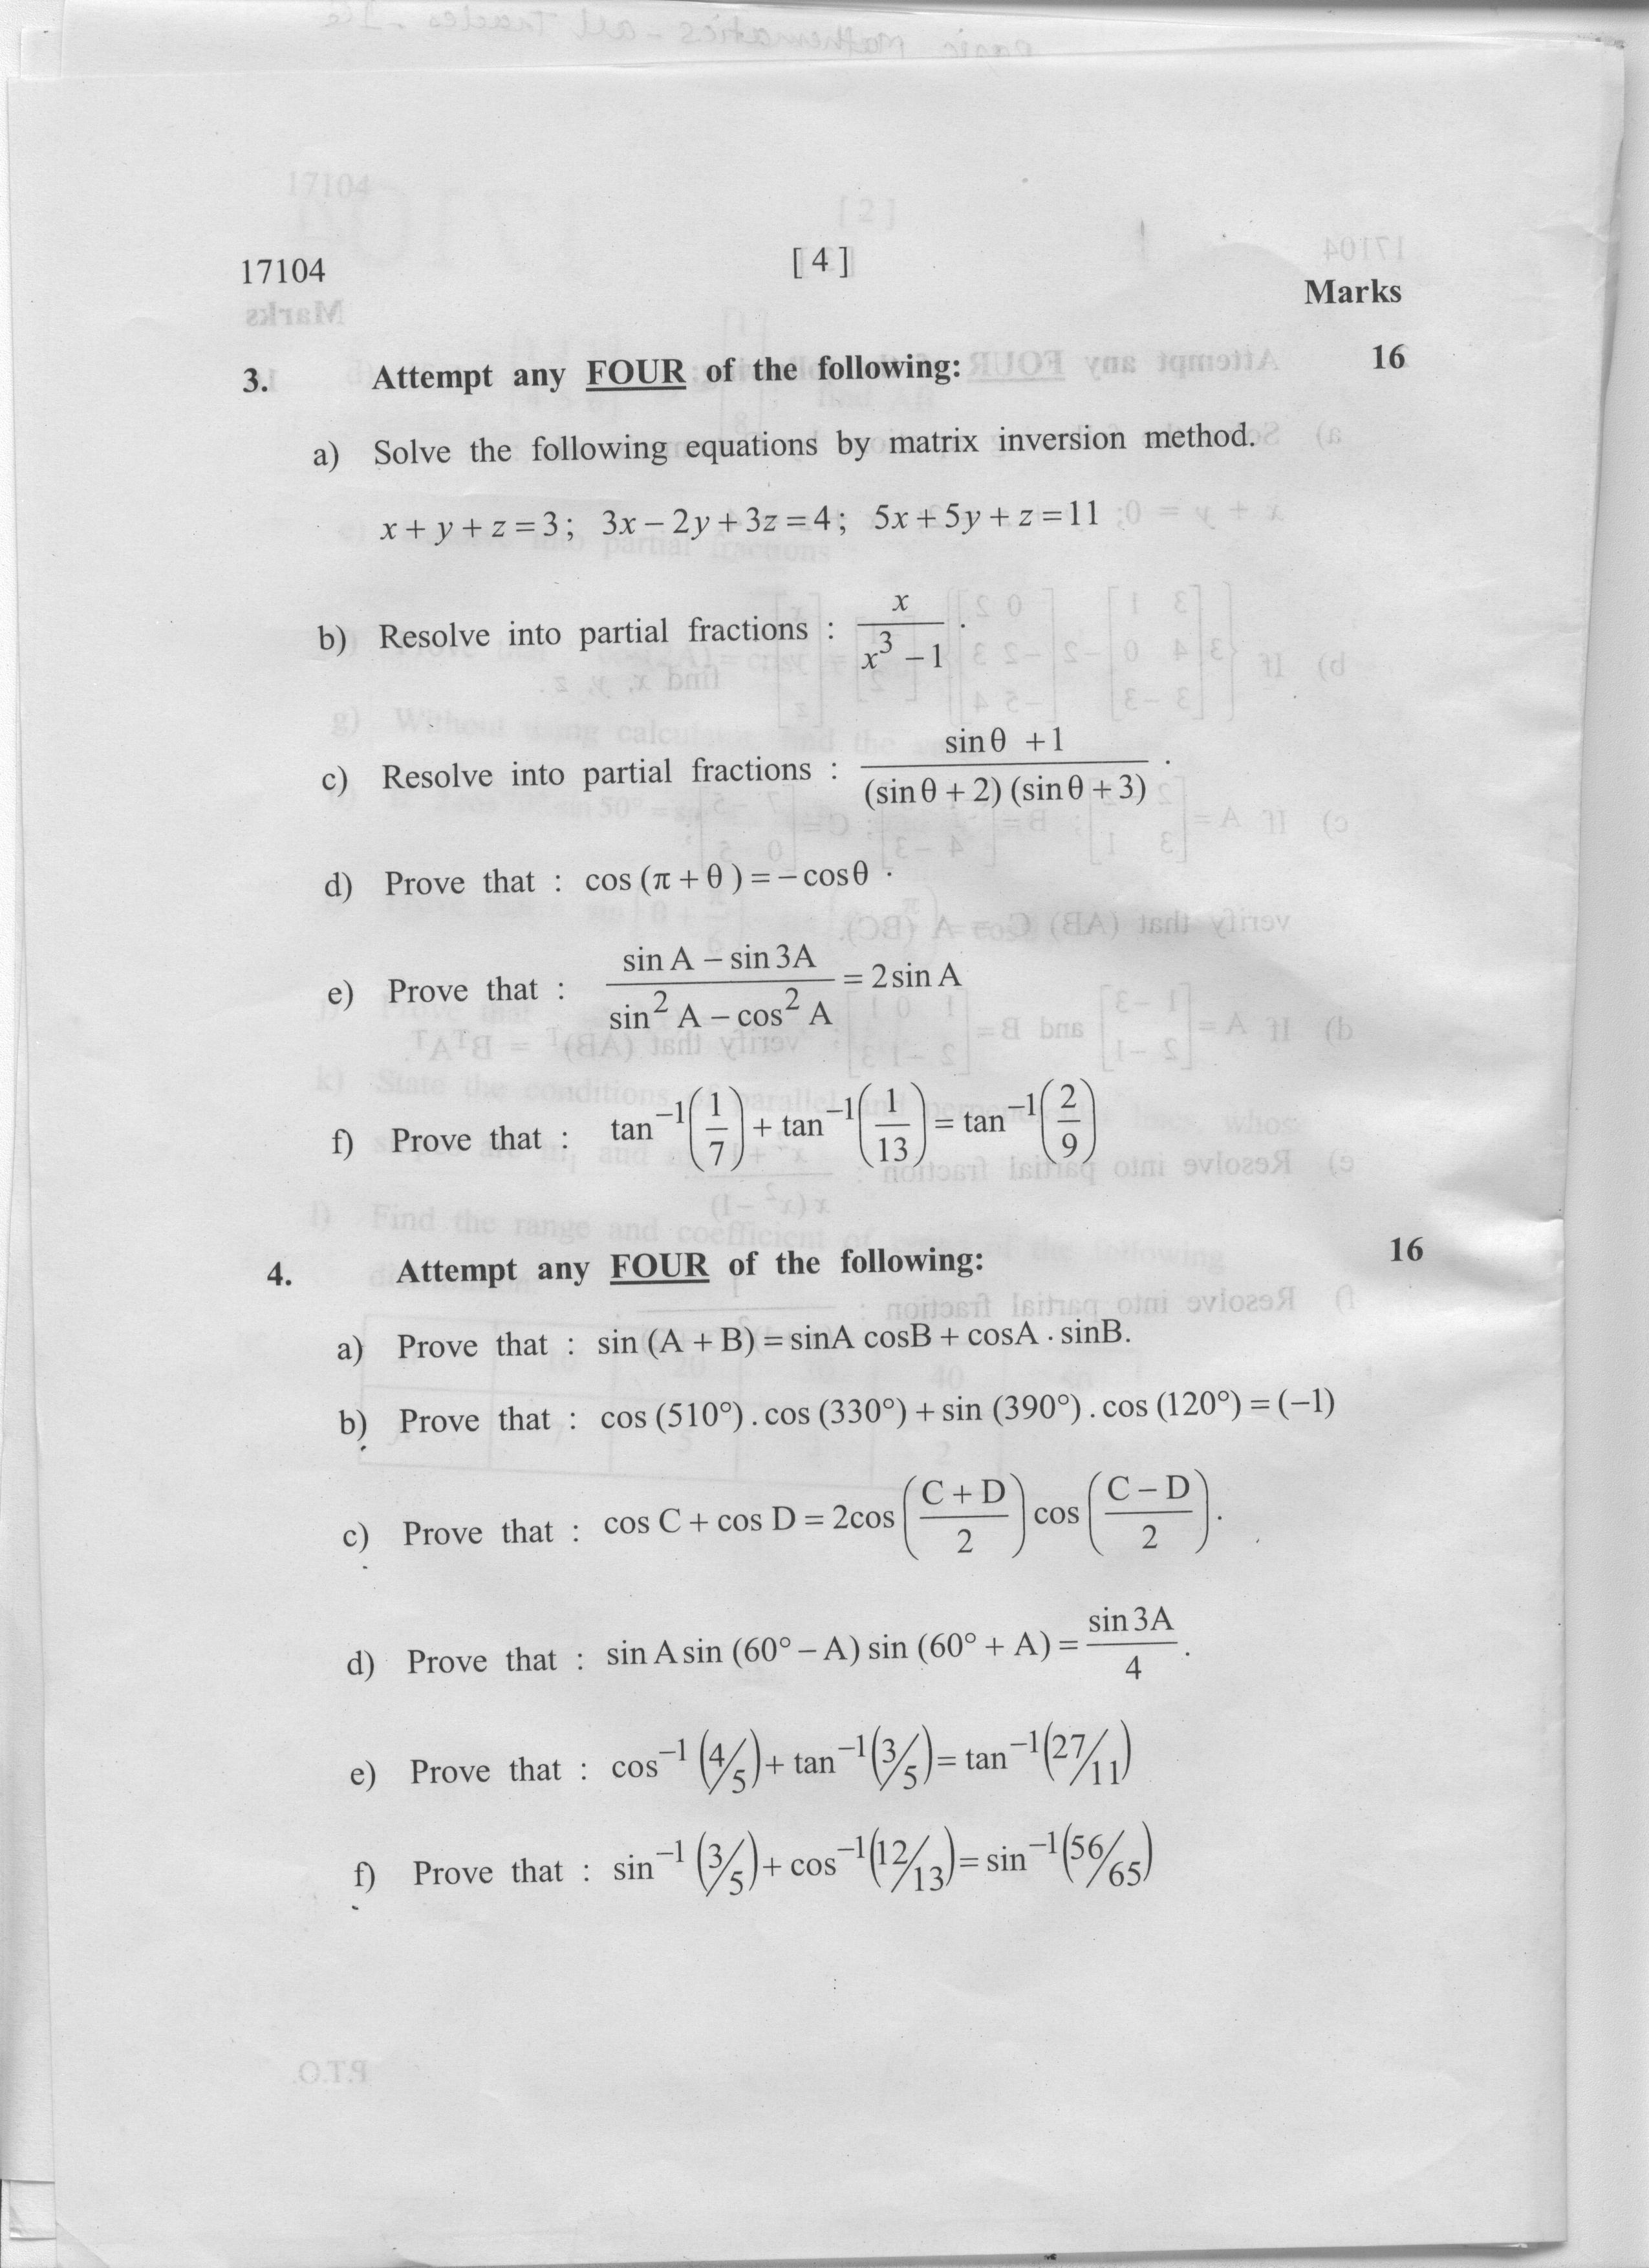 Basic Mathematics - all Trades - 16
17104
[ 4 ]
Marks
3. Attempt any FOUR of the following: 16
a) Solve the following equations by matrix inversion method.
x + y + z = 3 ; 3x − 2y + 3z = 4 ; 5x + 5y + z = 11
b) Resolve into partial fractions : x / (x³ − 1) .
c) Resolve into partial fractions : (sin θ + 1) / ((sin θ + 2) (sin θ + 3)) .
d) Prove that : cos (π + θ ) = − cos θ .
e) Prove that : (sin A − sin 3A) / (sin² A − cos² A) = 2 sin A
f) Prove that : tan⁻¹(1/7) + tan⁻¹(1/13) = tan⁻¹(2/9)
4. Attempt any FOUR of the following: 16
a) Prove that : sin (A + B) = sinA cosB + cosA . sinB.
b) Prove that : cos (510°) . cos (330°) + sin (390°) . cos (120°) = (−1)
c) Prove that : cos C + cos D = 2cos ((C + D)/2) cos ((C − D)/2) .
d) Prove that : sin A sin (60° − A) sin (60° + A) = sin 3A / 4 .
e) Prove that : cos⁻¹ (4/5) + tan⁻¹ (3/5) = tan⁻¹ (27/11)
f) Prove that : sin⁻¹ (3/5) + cos⁻¹ (12/13) = sin⁻¹ (56/65)
P.T.O.